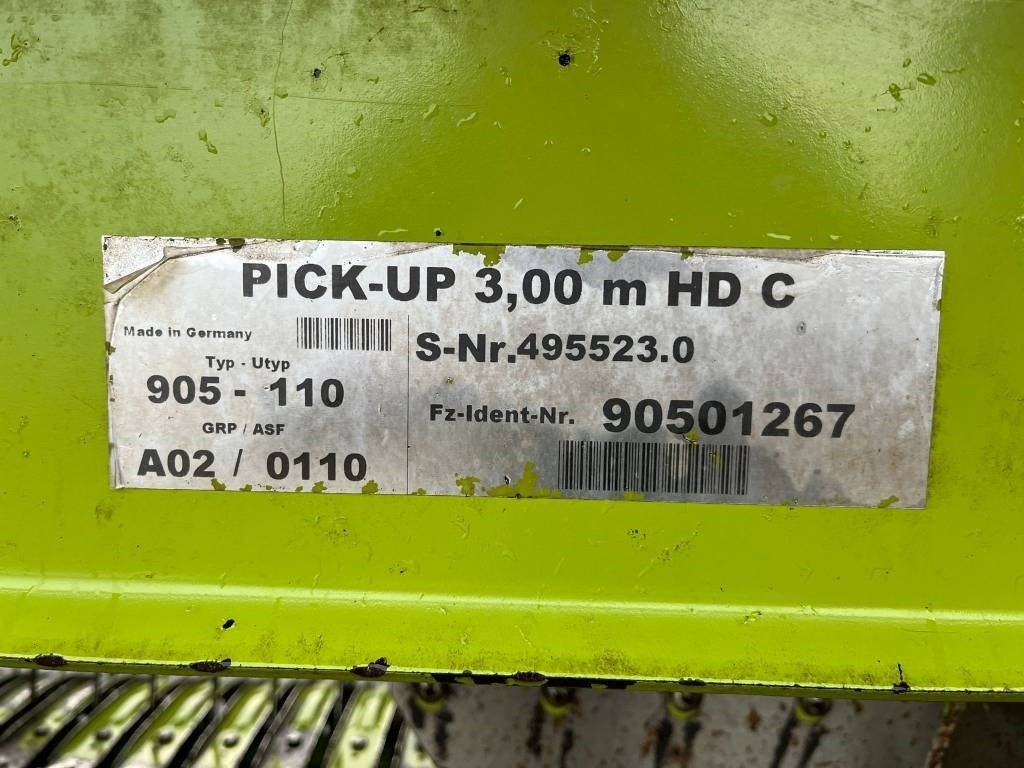 PICK-UP 3,00 m HD C
Made in Germany
Typ - Utyp
905 - 110
GRP / ASF
A02 / 0110
S-Nr.495523.0
Fz-Ident-Nr. 90501267